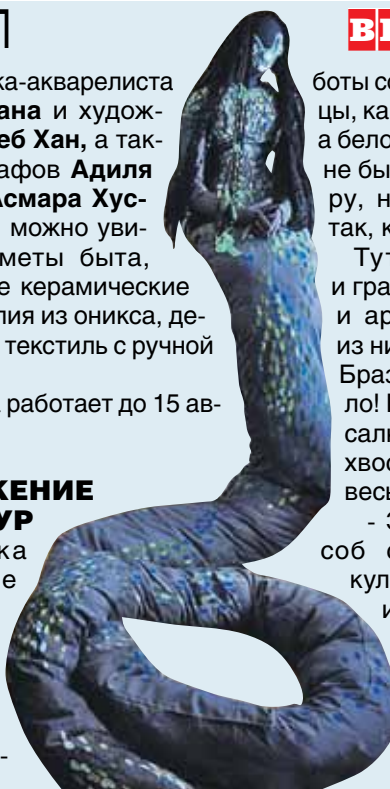 ка-акварелиста
ана и худож-
еб Хан, а так-
афов Адиля
Асмара Хус-
можно уви-
меты быта,
е керамические
лия из оникса, де-
текстиль с ручной
работает до 15 ав-
ЖЕНИЕ
УР
ка
е
-
боты со
цы, ка
а бело
не бы
ру, н
так, к
Тут
и гра
и ар
из ни
Браз
ло!
сал
хвос
весь
-
соб
кул
и